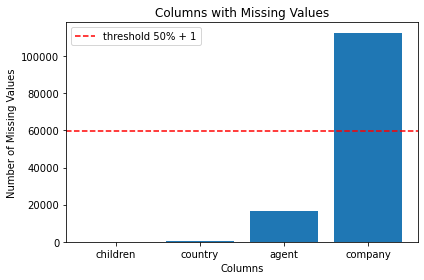 Columns with Missing Values
threshold 50% + 1
Number of Missing Values
100000
80000
60000
40000
20000
0
children country agent company
Columns